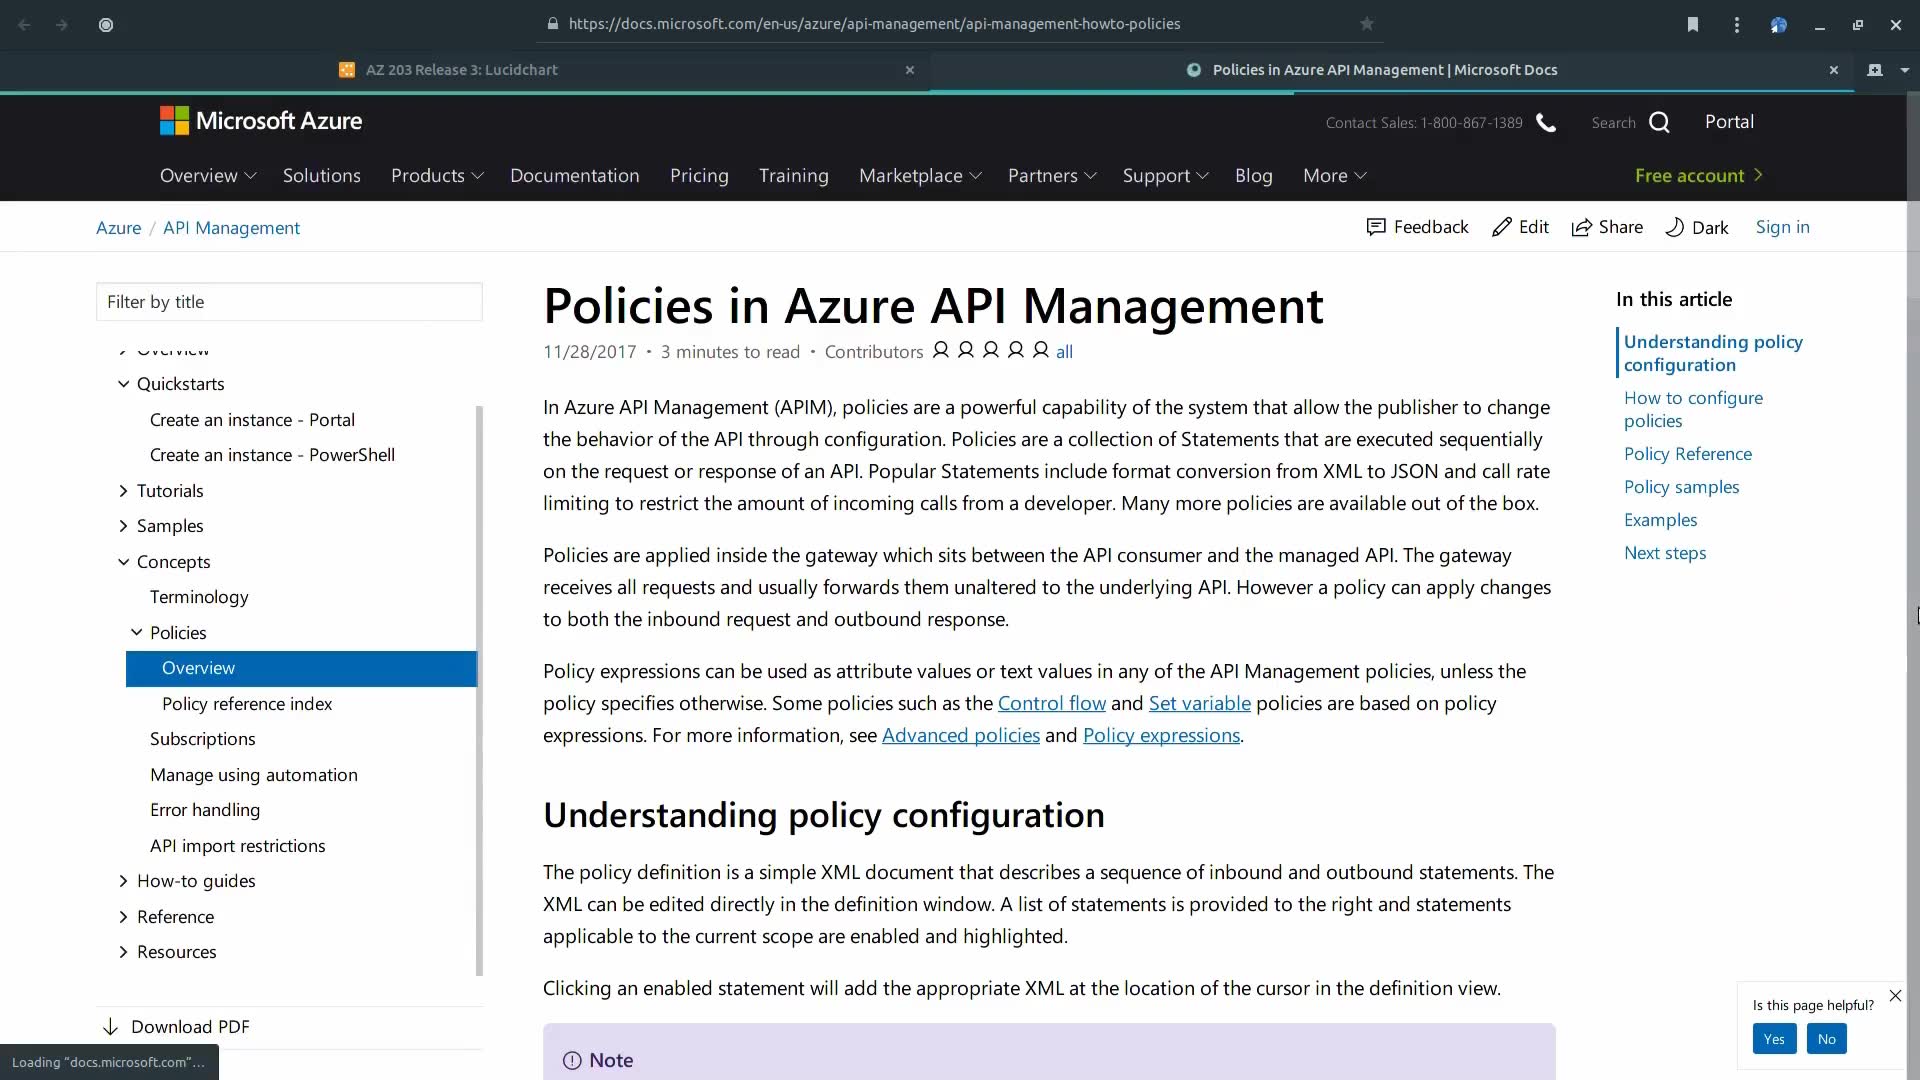 https://docs.microsoft.com/en-us/azure/api-management/api-management-howto-policies
AZ 203 Release 3: Lucidchart
Policies in Azure API Management | Microsoft Docs
Microsoft Azure
Contact Sales: 1-800-867-1389
Search
Portal
Overview
Solutions
Products
Documentation
Pricing
Training
Marketplace
Partners
Support
Blog
More
Free account
Azure / API Management
Feedback
Edit
Share
Dark
Sign in
Filter by title
Overview
Quickstarts
Create an instance - Portal
Create an instance - PowerShell
Tutorials
Samples
Concepts
Terminology
Policies
Overview
Policy reference index
Subscriptions
Manage using automation
Error handling
API import restrictions
How-to guides
Reference
Resources
Download PDF
Loading “docs.microsoft.com”…
Policies in Azure API Management
11/28/2017 • 3 minutes to read • Contributors all
In Azure API Management (APIM), policies are a powerful capability of the system that allow the publisher to change
the behavior of the API through configuration. Policies are a collection of Statements that are executed sequentially
on the request or response of an API. Popular Statements include format conversion from XML to JSON and call rate
limiting to restrict the amount of incoming calls from a developer. Many more policies are available out of the box.
Policies are applied inside the gateway which sits between the API consumer and the managed API. The gateway
receives all requests and usually forwards them unaltered to the underlying API. However a policy can apply changes
to both the inbound request and outbound response.
Policy expressions can be used as attribute values or text values in any of the API Management policies, unless the
policy specifies otherwise. Some policies such as the Control flow and Set variable policies are based on policy
expressions. For more information, see Advanced policies and Policy expressions.
Understanding policy configuration
The policy definition is a simple XML document that describes a sequence of inbound and outbound statements. The
XML can be edited directly in the definition window. A list of statements is provided to the right and statements
applicable to the current scope are enabled and highlighted.
Clicking an enabled statement will add the appropriate XML at the location of the cursor in the definition view.
Note
In this article
Understanding policy
configuration
How to configure
policies
Policy Reference
Policy samples
Examples
Next steps
Is this page helpful?
Yes
No